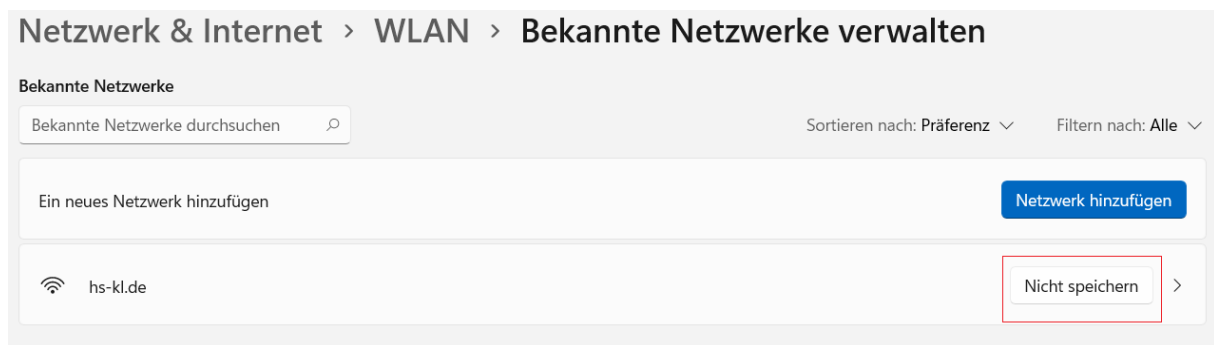 Netzwerk & Internet > WLAN > Bekannte Netzwerke verwalten
Bekannte Netzwerke
Bekannte Netzwerke durchsuchen
Sortieren nach: Präferenz
Filtern nach: Alle
Ein neues Netzwerk hinzufügen
Netzwerk hinzufügen
hs-kl.de
Nicht speichern